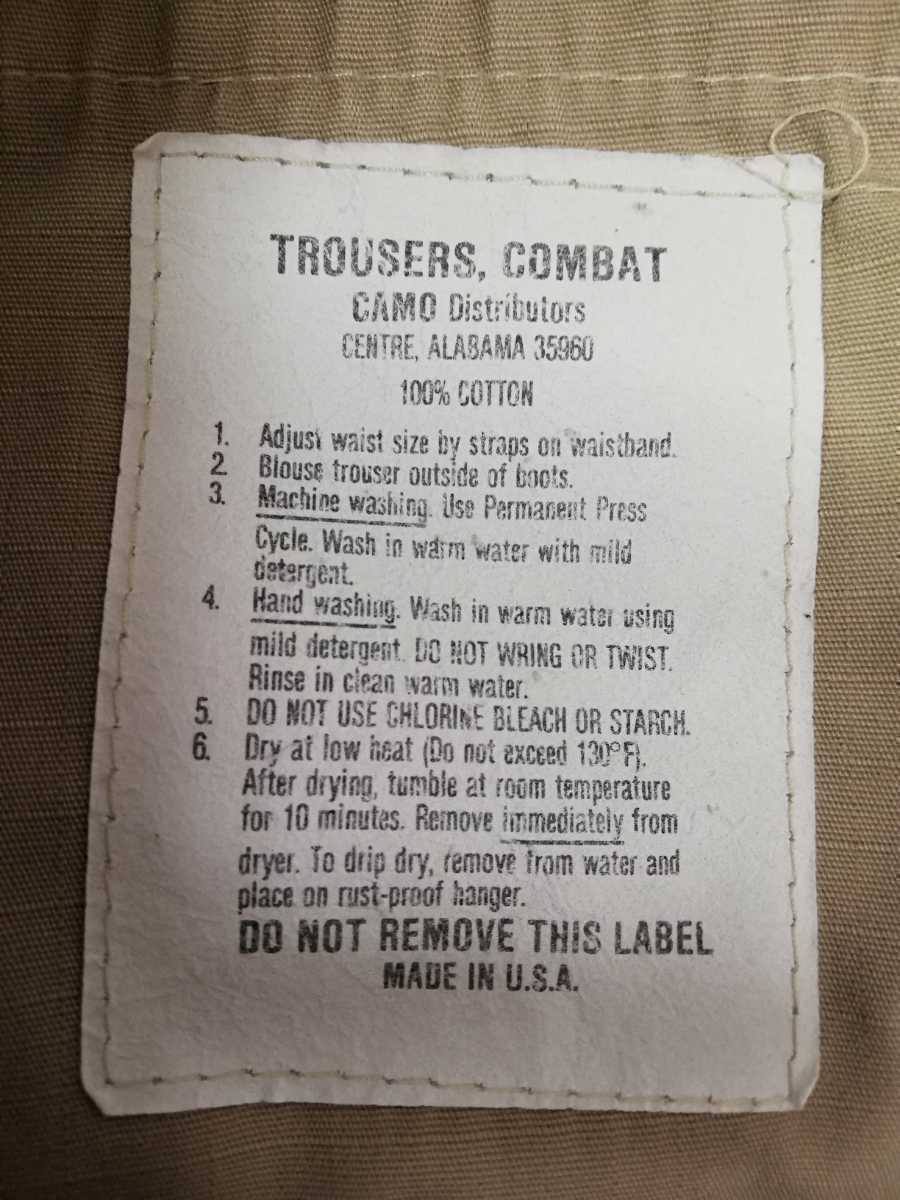 TROUSERS, COMBAT
CAMO Distributors
CENTRE, ALABAMA 35960
100% COTTON
1. Adjust waist size by straps on waistband.
2. Blouse trouser outside of boots.
3. Machine washing. Use Permanent Press
Cycle. Wash in warm water with mild
detergent.
4. Hand washing. Wash in warm water using
mild detergent. DO NOT WRING OR TWIST.
Rinse in clean warm water.
5. DO NOT USE CHLORINE BLEACH OR STARCH.
6. Dry at low heat (Do not exceed 130°F).
After drying, tumble at room temperature
for 10 minutes. Remove immediately from
dryer. To drip dry, remove from water and
place on rust-proof hanger.
DO NOT REMOVE THIS LABEL
MADE IN U.S.A.